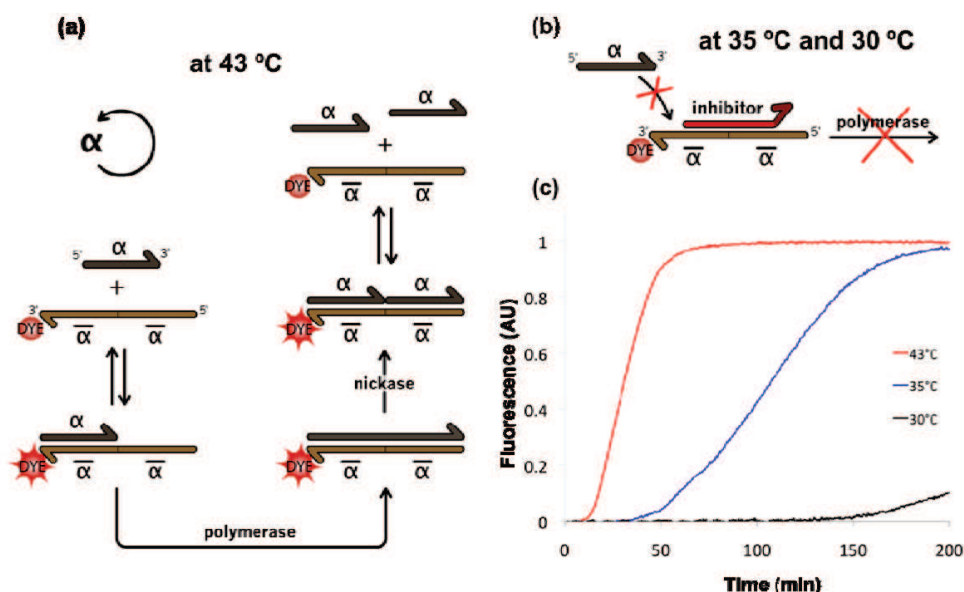 (a)
at 43 ºC
α
α
α
+
DYE
α α
5' α 3'
+
3' 5'
DYE
α α
DYE
α α
nickase
α
DYE
α α
DYE
α α
polymerase
(b)
at 35 ºC and 30 ºC
5' α 3'
inhibitor
3' 5'
polymerase
DYE
α α
(c)
Fluorescence (AU)
1
0.8
0.6
0.4
0.2
0
43°C
35°C
30°C
0 50 100 150 200
Time (min)